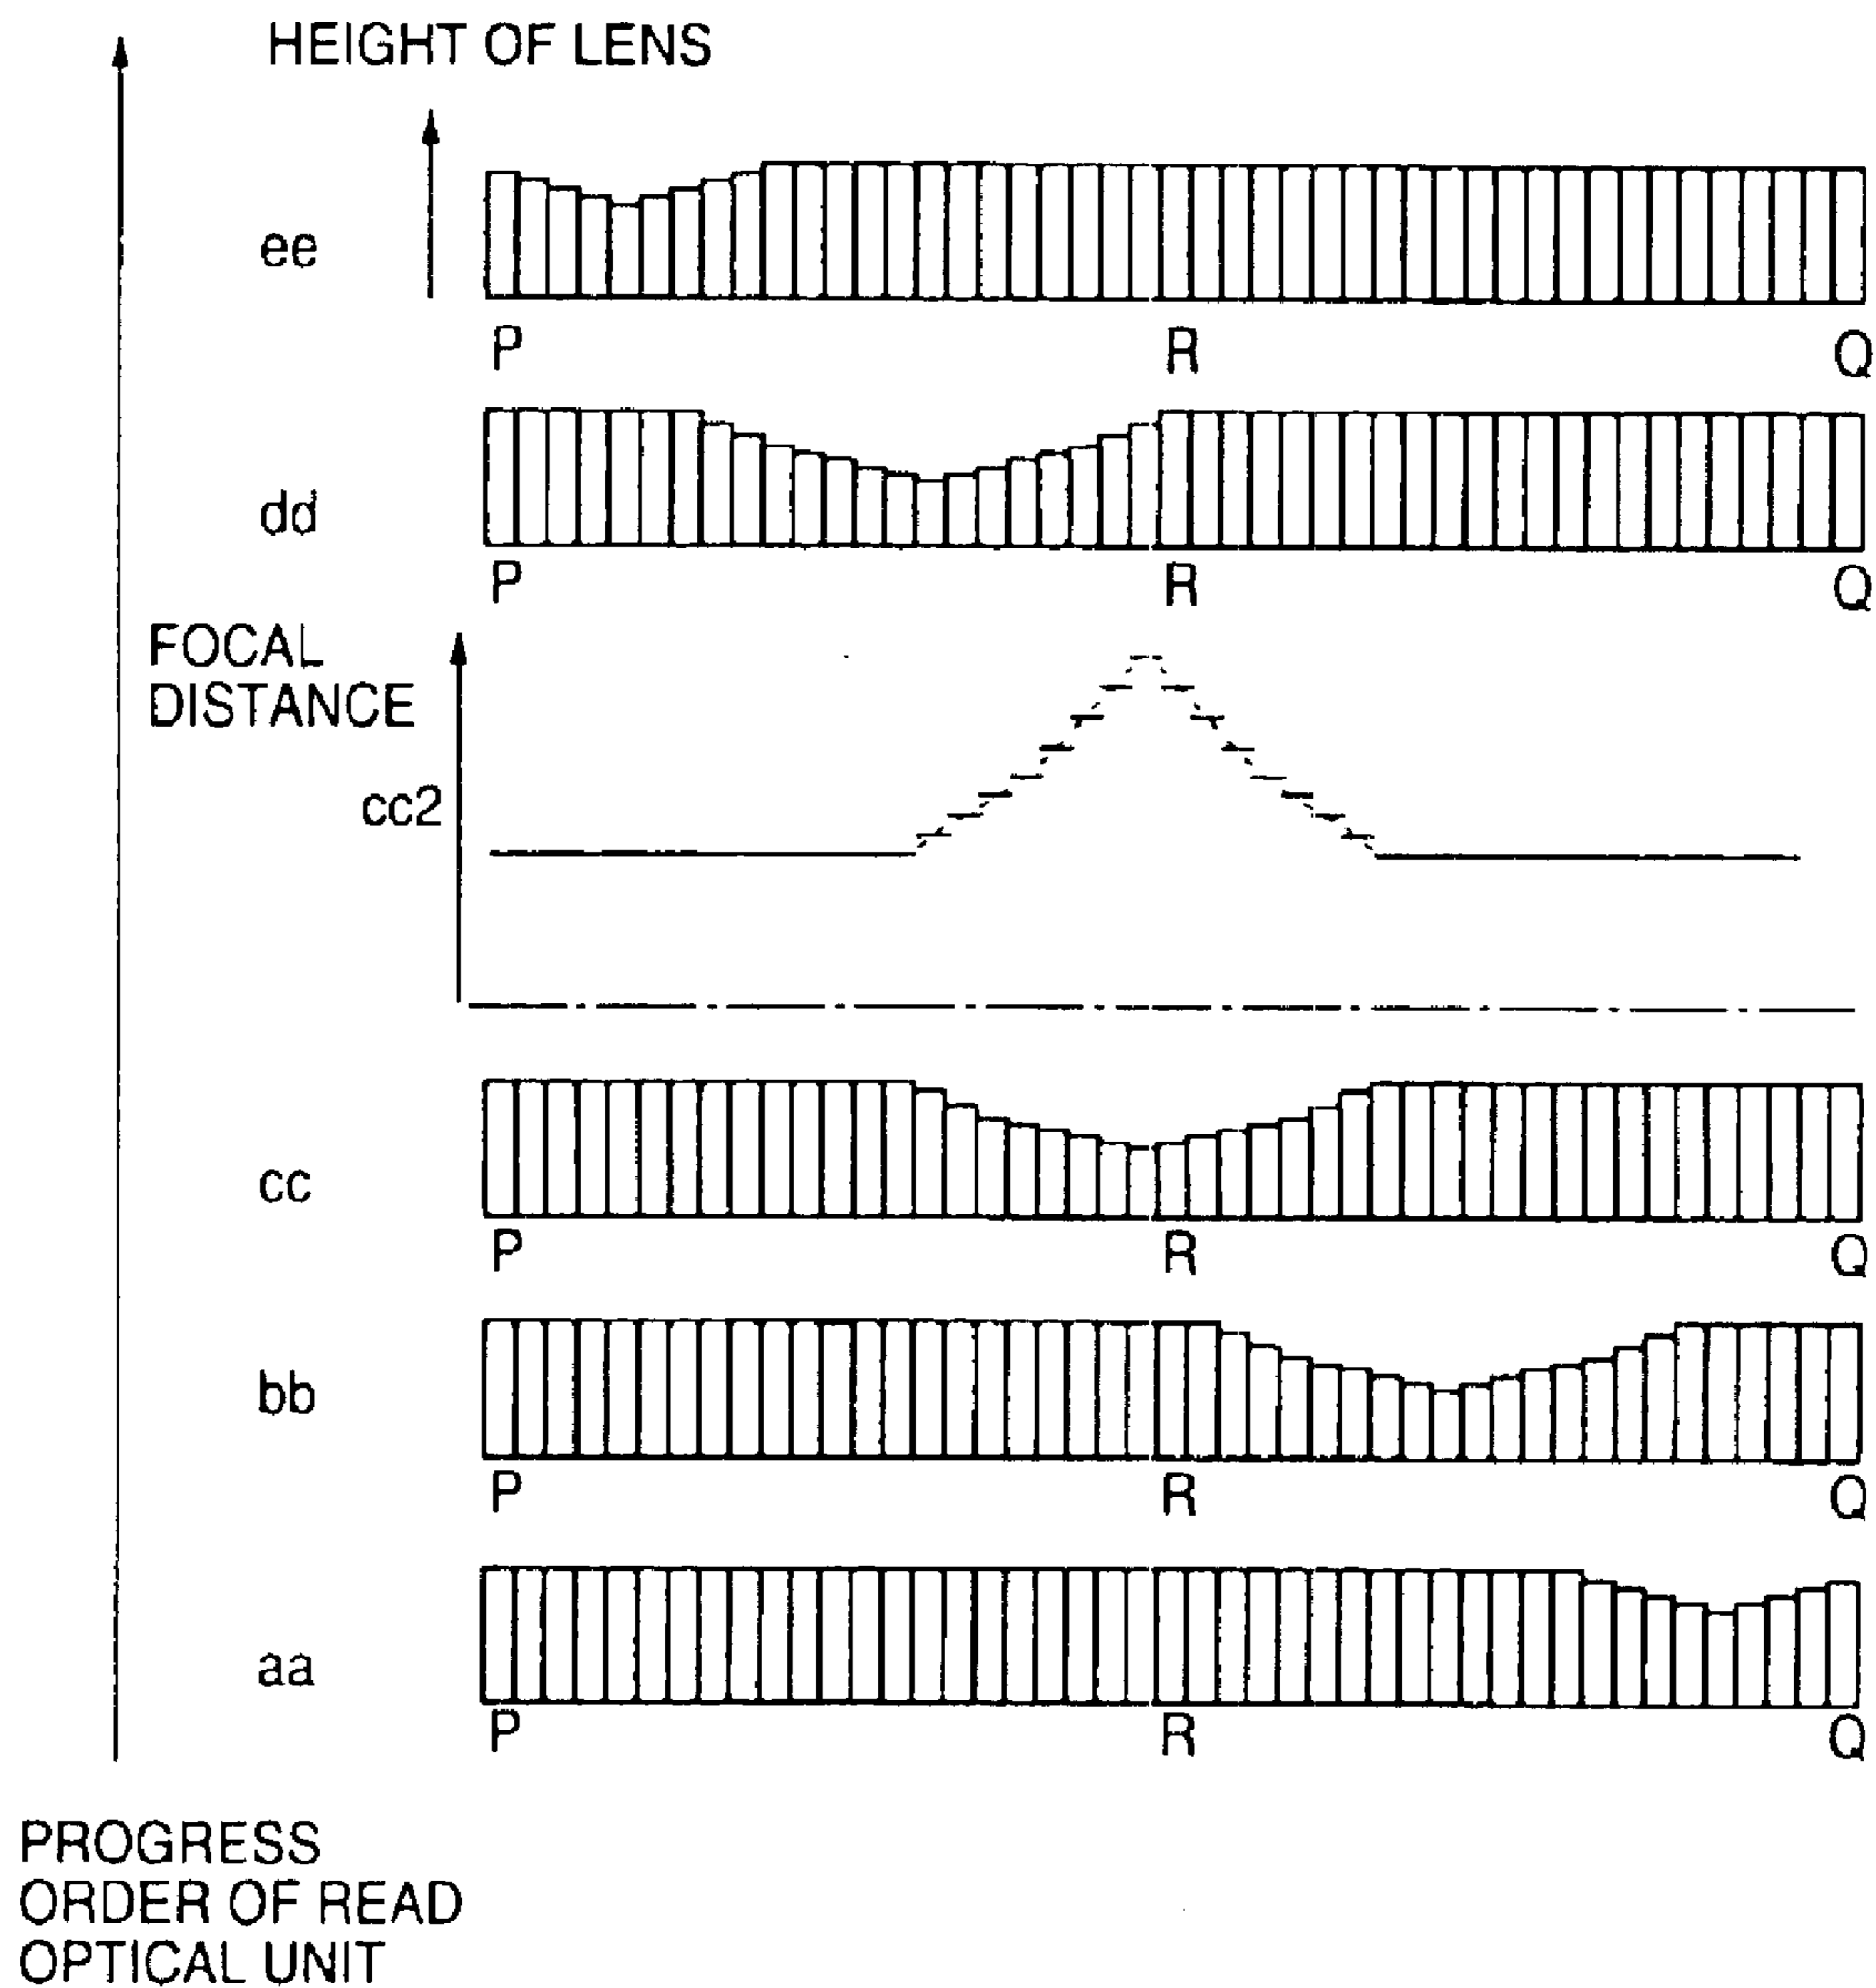 HEIGHT OF LENS
ee
P R Q
dd
P R Q
FOCAL
DISTANCE
cc2
cc
P R Q
bb
P R Q
aa
P R Q
PROGRESS
ORDER OF READ
OPTICAL UNIT